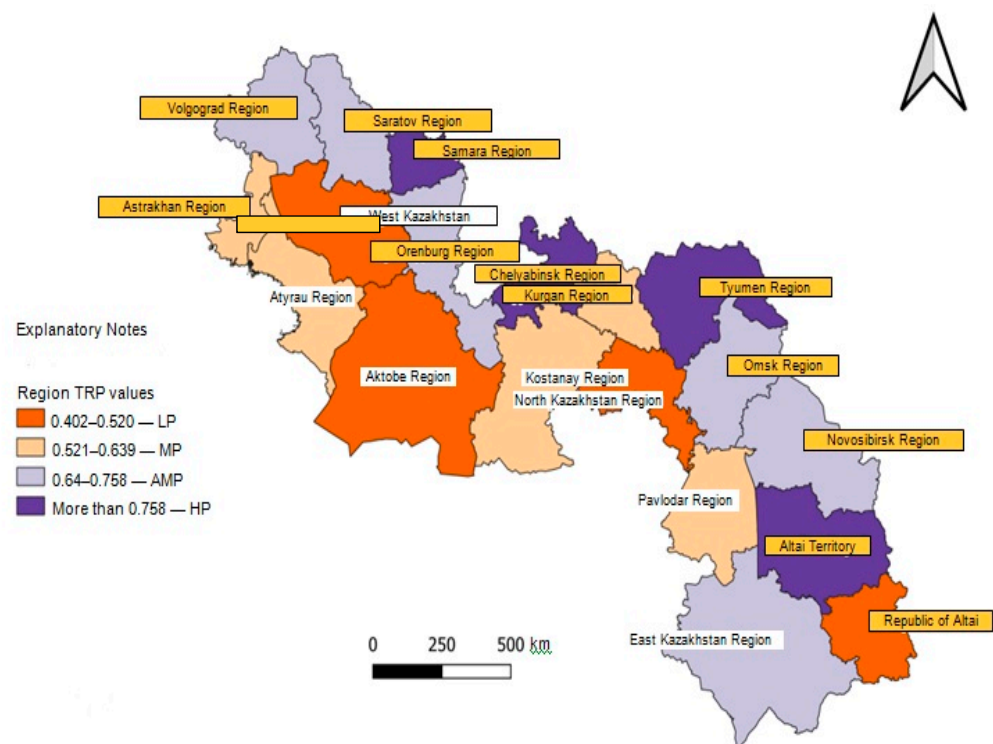 Volgograd Region
Saratov Region
Samara Region
Astrakhan Region
West Kazakhstan
Orenburg Region
Chelyabinsk Region
Kurgan Region
Tyumen Region
Atyrau Region
Explanatory Notes
Omsk Region
Aktobe Region
Kostanay Region
North Kazakhstan Region
Region TRP values
0.402–0.520 — LP
0.521–0.639 — MP
0.64–0.758 — AMP
More than 0.758 — HP
Novosibirsk Region
Pavlodar Region
Altai Territory
Republic of Altai
East Kazakhstan Region
0 250 500 km